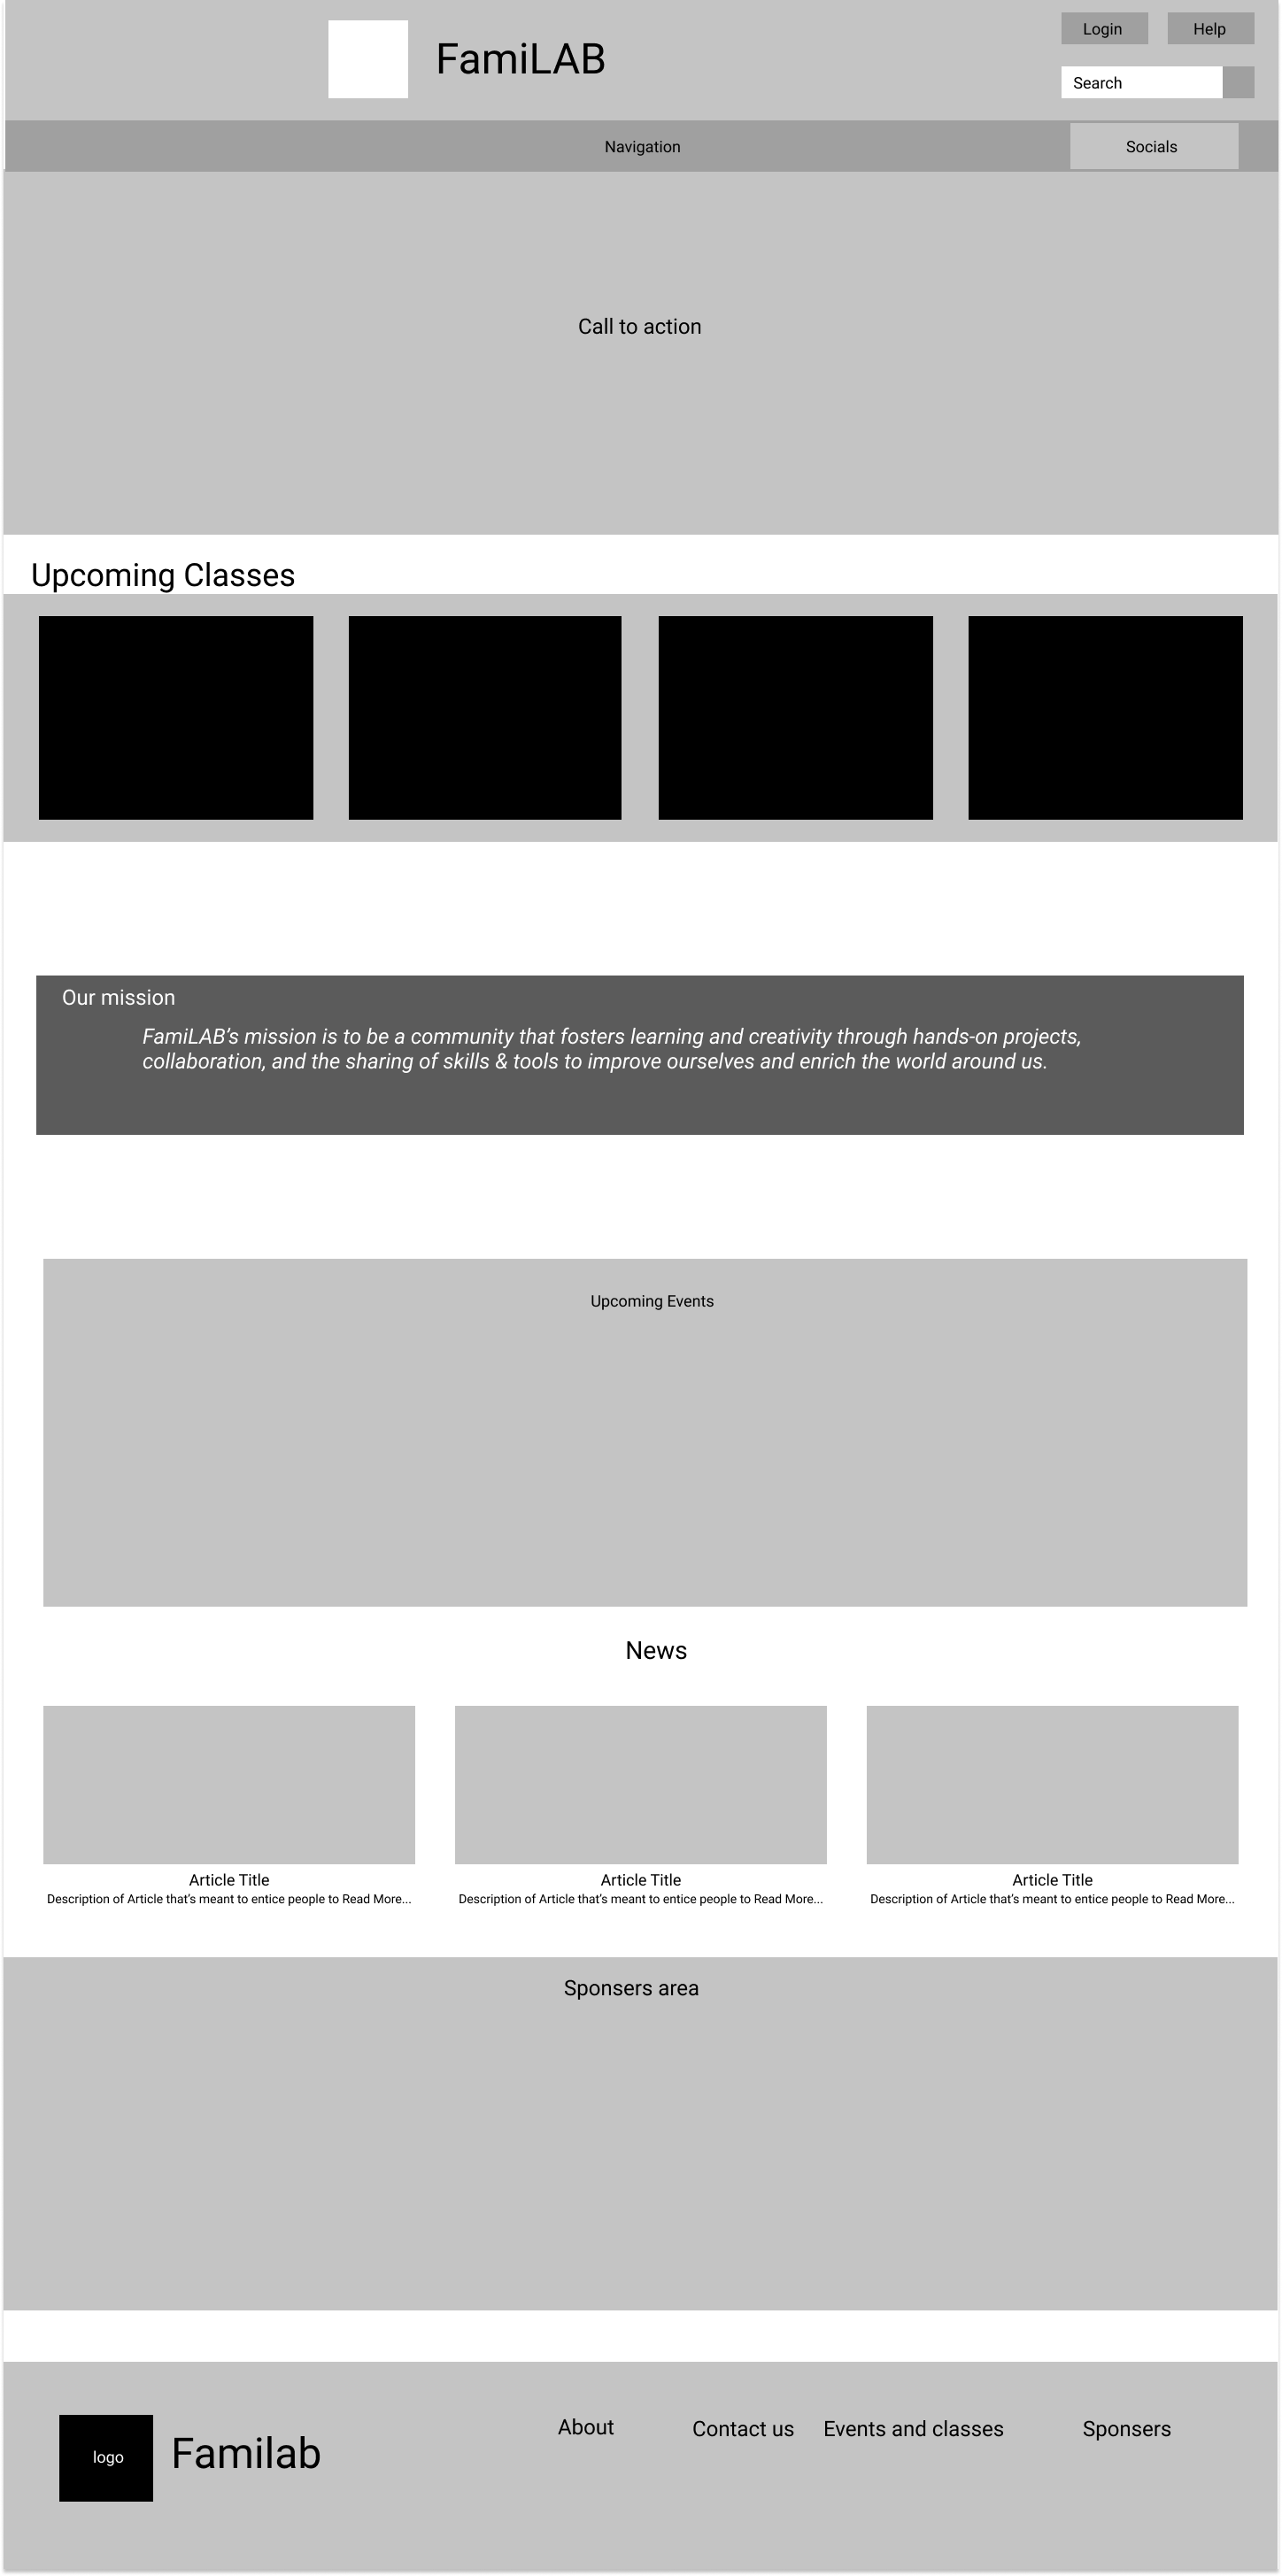 FamiLAB
Login
Help
Search
Navigation
Socials
Call to action
Upcoming Classes
Our mission
FamiLAB’s mission is to be a community that fosters learning and creativity through hands-on projects,
collaboration, and the sharing of skills & tools to improve ourselves and enrich the world around us.
Upcoming Events
News
Article Title
Description of Article that’s meant to entice people to Read More...
Article Title
Description of Article that’s meant to entice people to Read More...
Article Title
Description of Article that’s meant to entice people to Read More...
Sponsers area
logo
Familab
About
Contact us
Events and classes
Sponsers